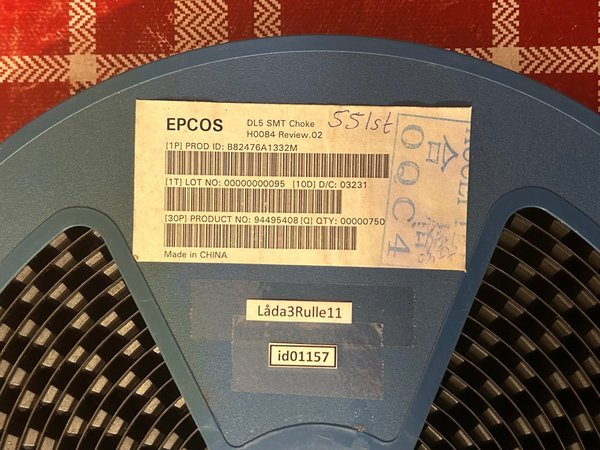 EPCOS
DL5 SMT Choke
H0084 Review.02
551st
[1P] PROD ID: B82476A1332M
[1T] LOT NO: 00000000095 [10D] D/C: 03231
[30P] PRODUCT NO: 94495408 [Q] QTY: 00000750
Made in CHINA
OQC4
Låda3Rulle11
id01157